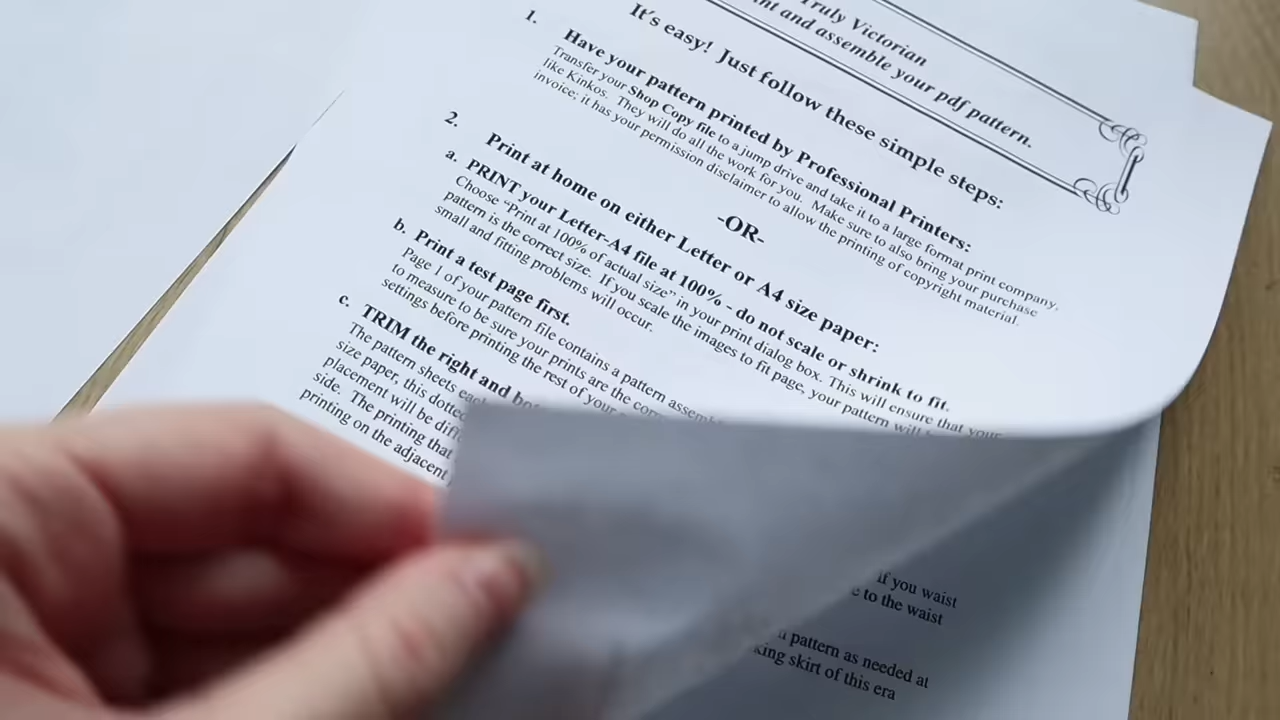 Truly Victorian
nt and assemble your pdf pattern.
It's easy! Just follow these simple steps:
1. Have your pattern printed by Professional Printers:
Transfer your Shop Copy file to a jump drive and take it to a large format print company,
like Kinkos. They will do all the work for you. Make sure to also bring your purchase
invoice; it has your permission disclaimer to allow the printing of copyright material.
-OR-
2. Print at home on either Letter or A4 size paper:
a. PRINT your Letter-A4 file at 100% - do not scale or shrink to fit.
Choose “Print at 100% of actual size” in your print dialog box. This will ensure that your
pattern is the correct size. If you scale the images to fit page, your pattern will
small and fitting problems will occur.
b. Print a test page first.
Page 1 of your pattern file contains a pattern assemb
to measure to be sure your prints are the corr
settings before printing the rest of your
c. TRIM the right and bo
The pattern sheets eac
size paper, this dotted
placement will be diff
side. The printing that
printing on the adjacent
if you waist
e to the waist
pattern as needed at
king skirt of this era